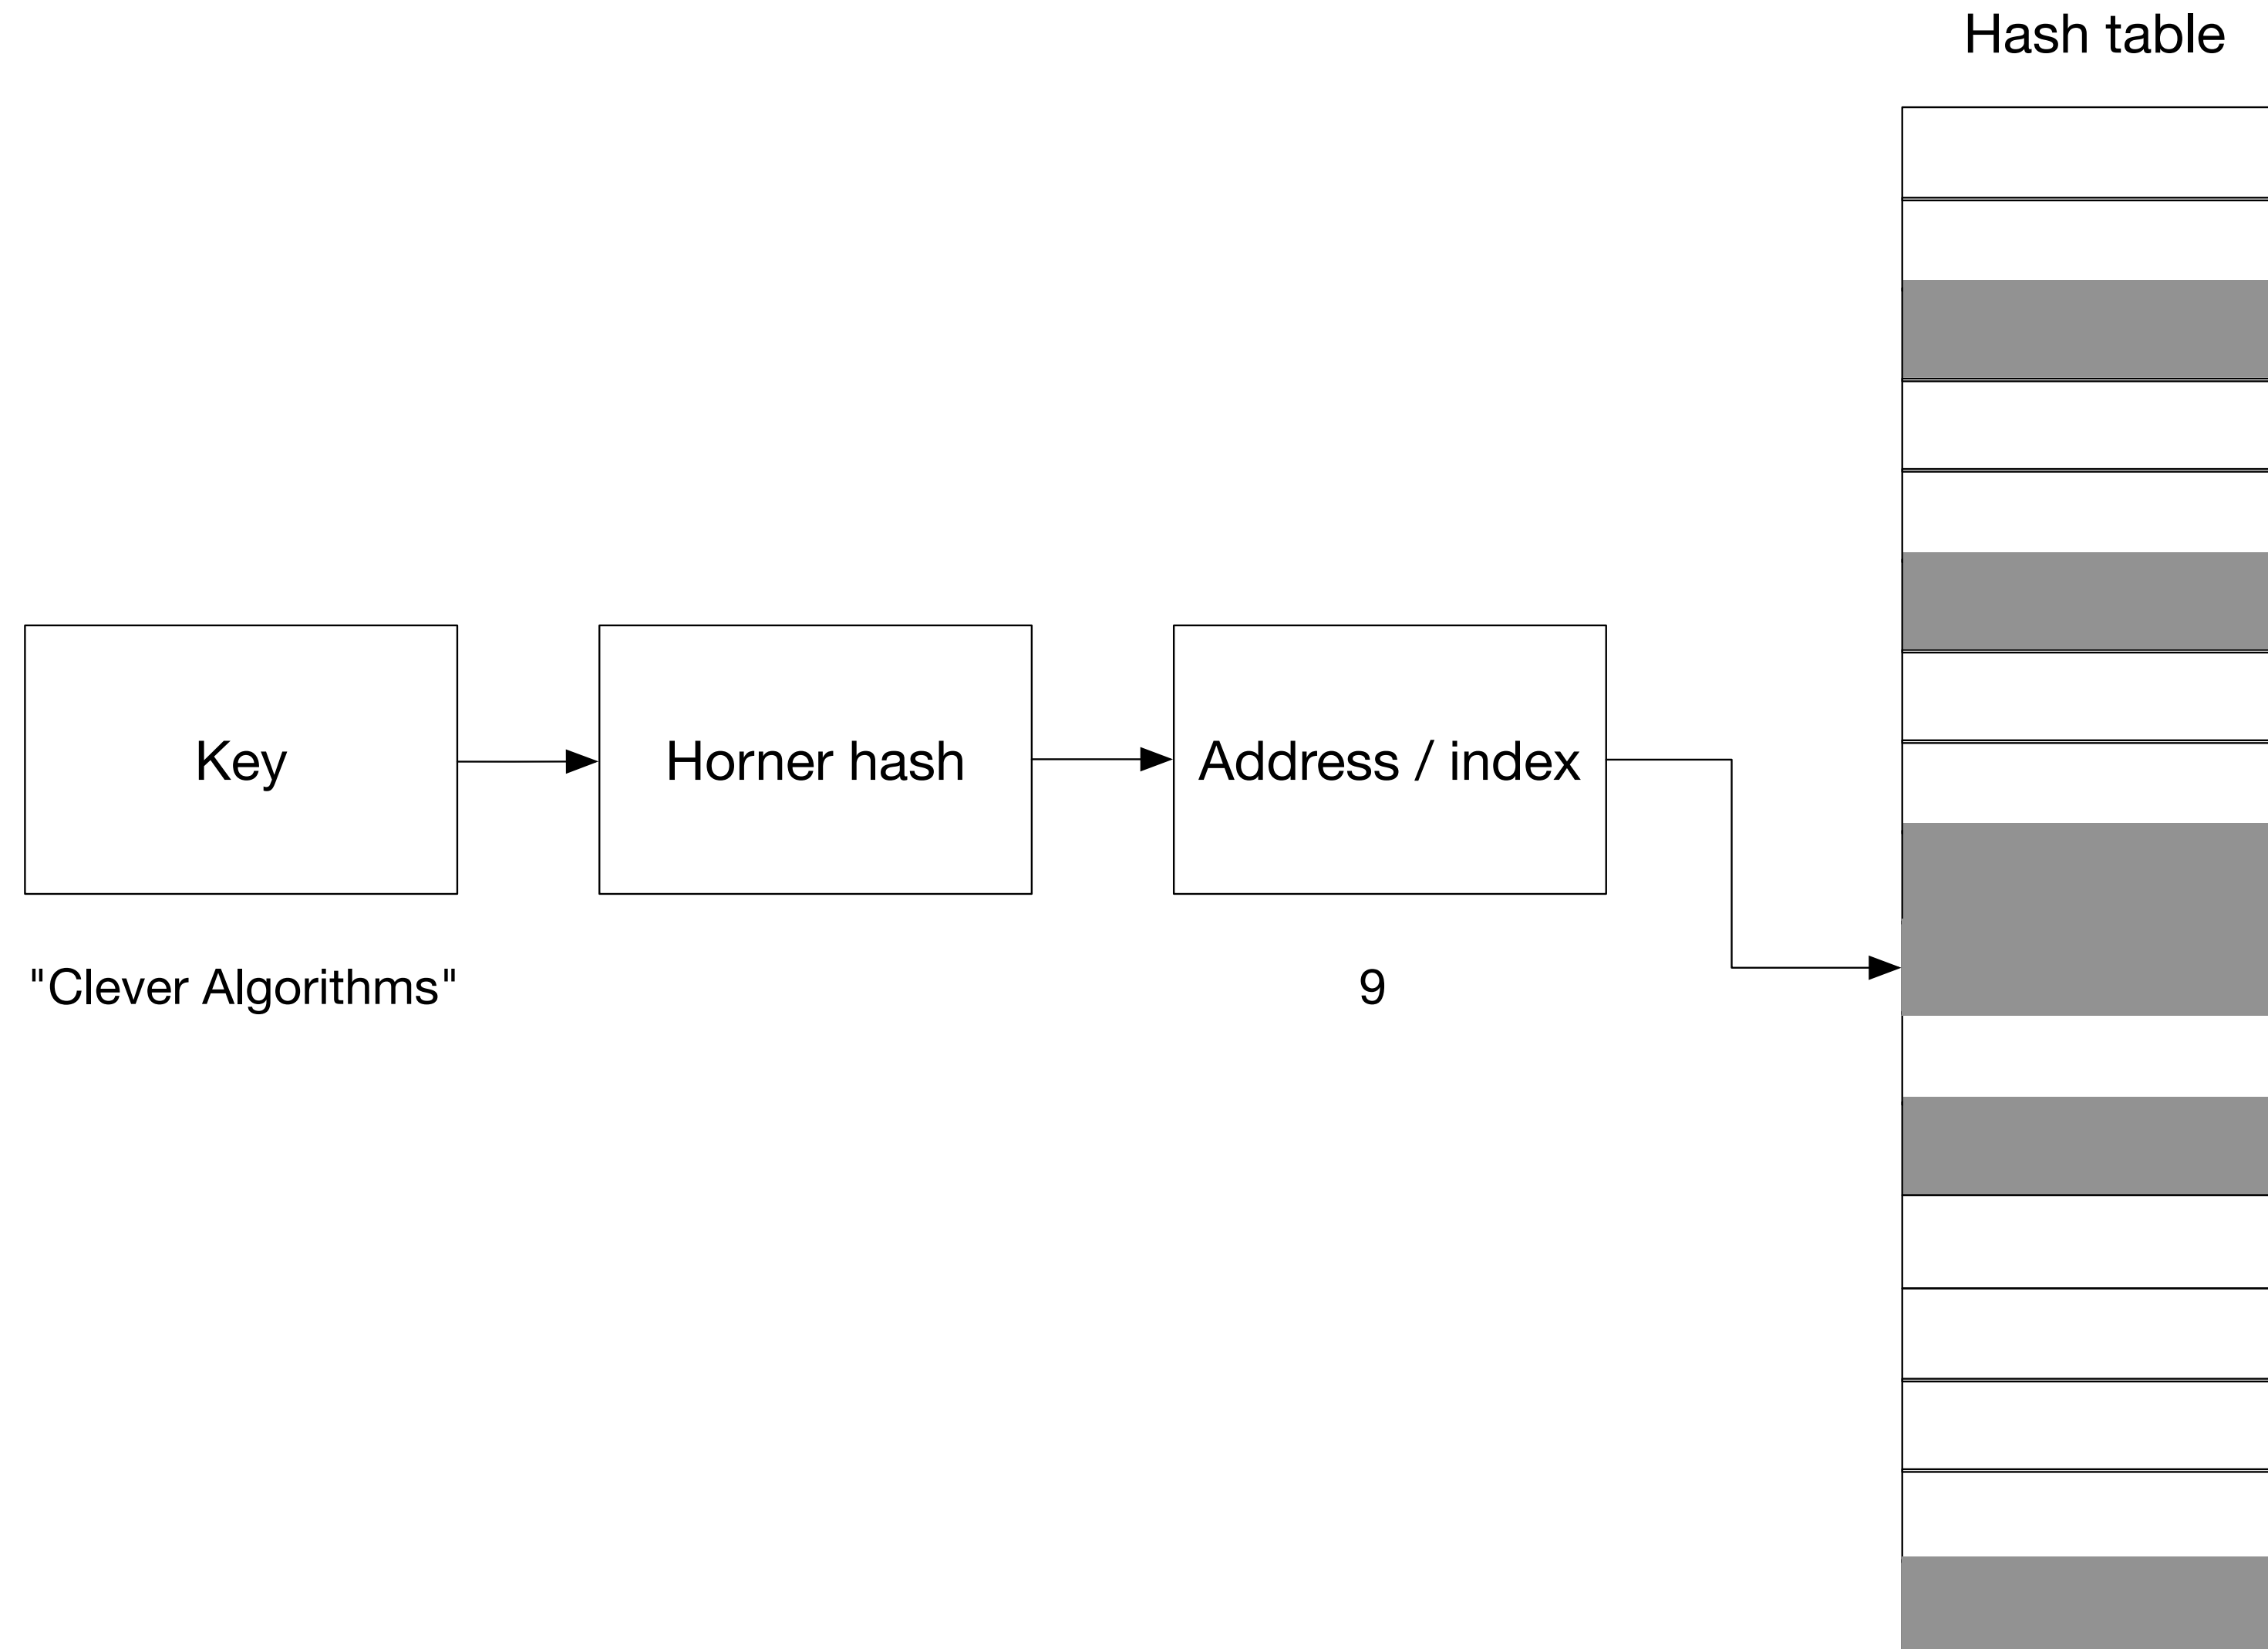 Hash table
Key
Horner hash
Address / index
"Clever Algorithms"
9